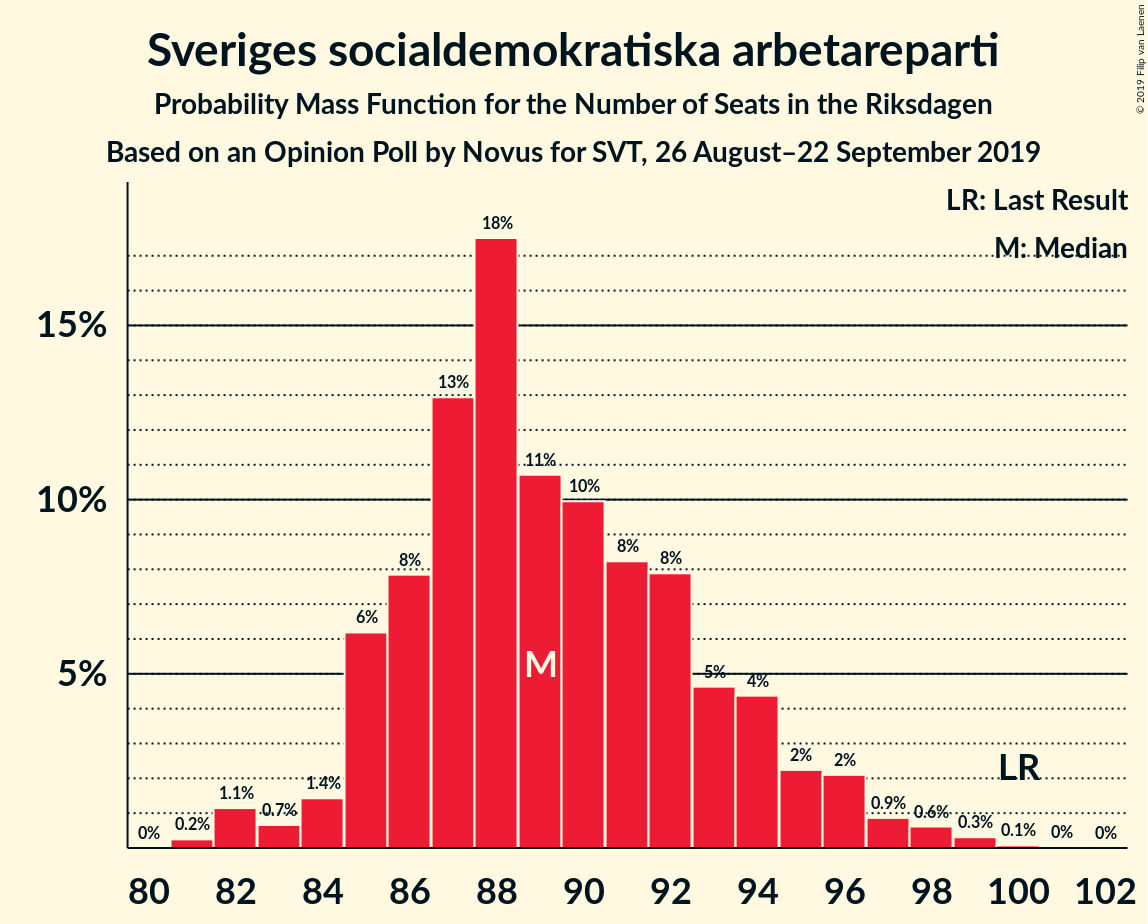 Sveriges socialdemokratiska arbetareparti
Probability Mass Function for the Number of Seats in the Riksdagen
Based on an Opinion Poll by Novus for SVT, 26 August–22 September 2019
© 2019 Filip van Laenen
LR: Last Result
M: Median
15%
10%
5%
0%
0.2%
1.1%
0.7%
1.4%
6%
8%
13%
18%
11%
10%
8%
8%
5%
4%
2%
2%
0.9%
0.6%
0.3%
0.1%
0%
0%
M
LR
80 82 84 86 88 90 92 94 96 98 100 102